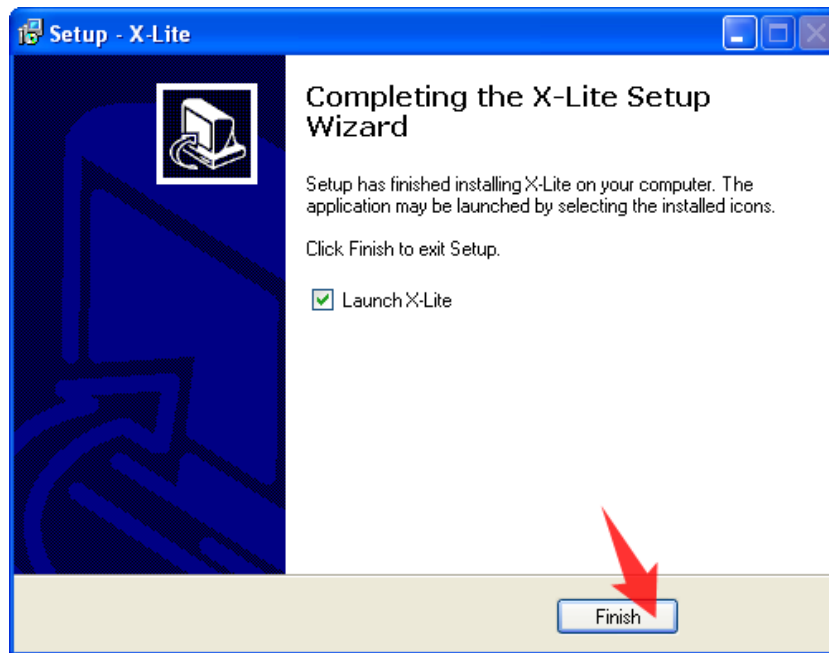 Setup - X-Lite
Completing the X-Lite Setup
Wizard
Setup has finished installing X-Lite on your computer. The
application may be launched by selecting the installed icons.
Click Finish to exit Setup.
Launch X-Lite
Finish